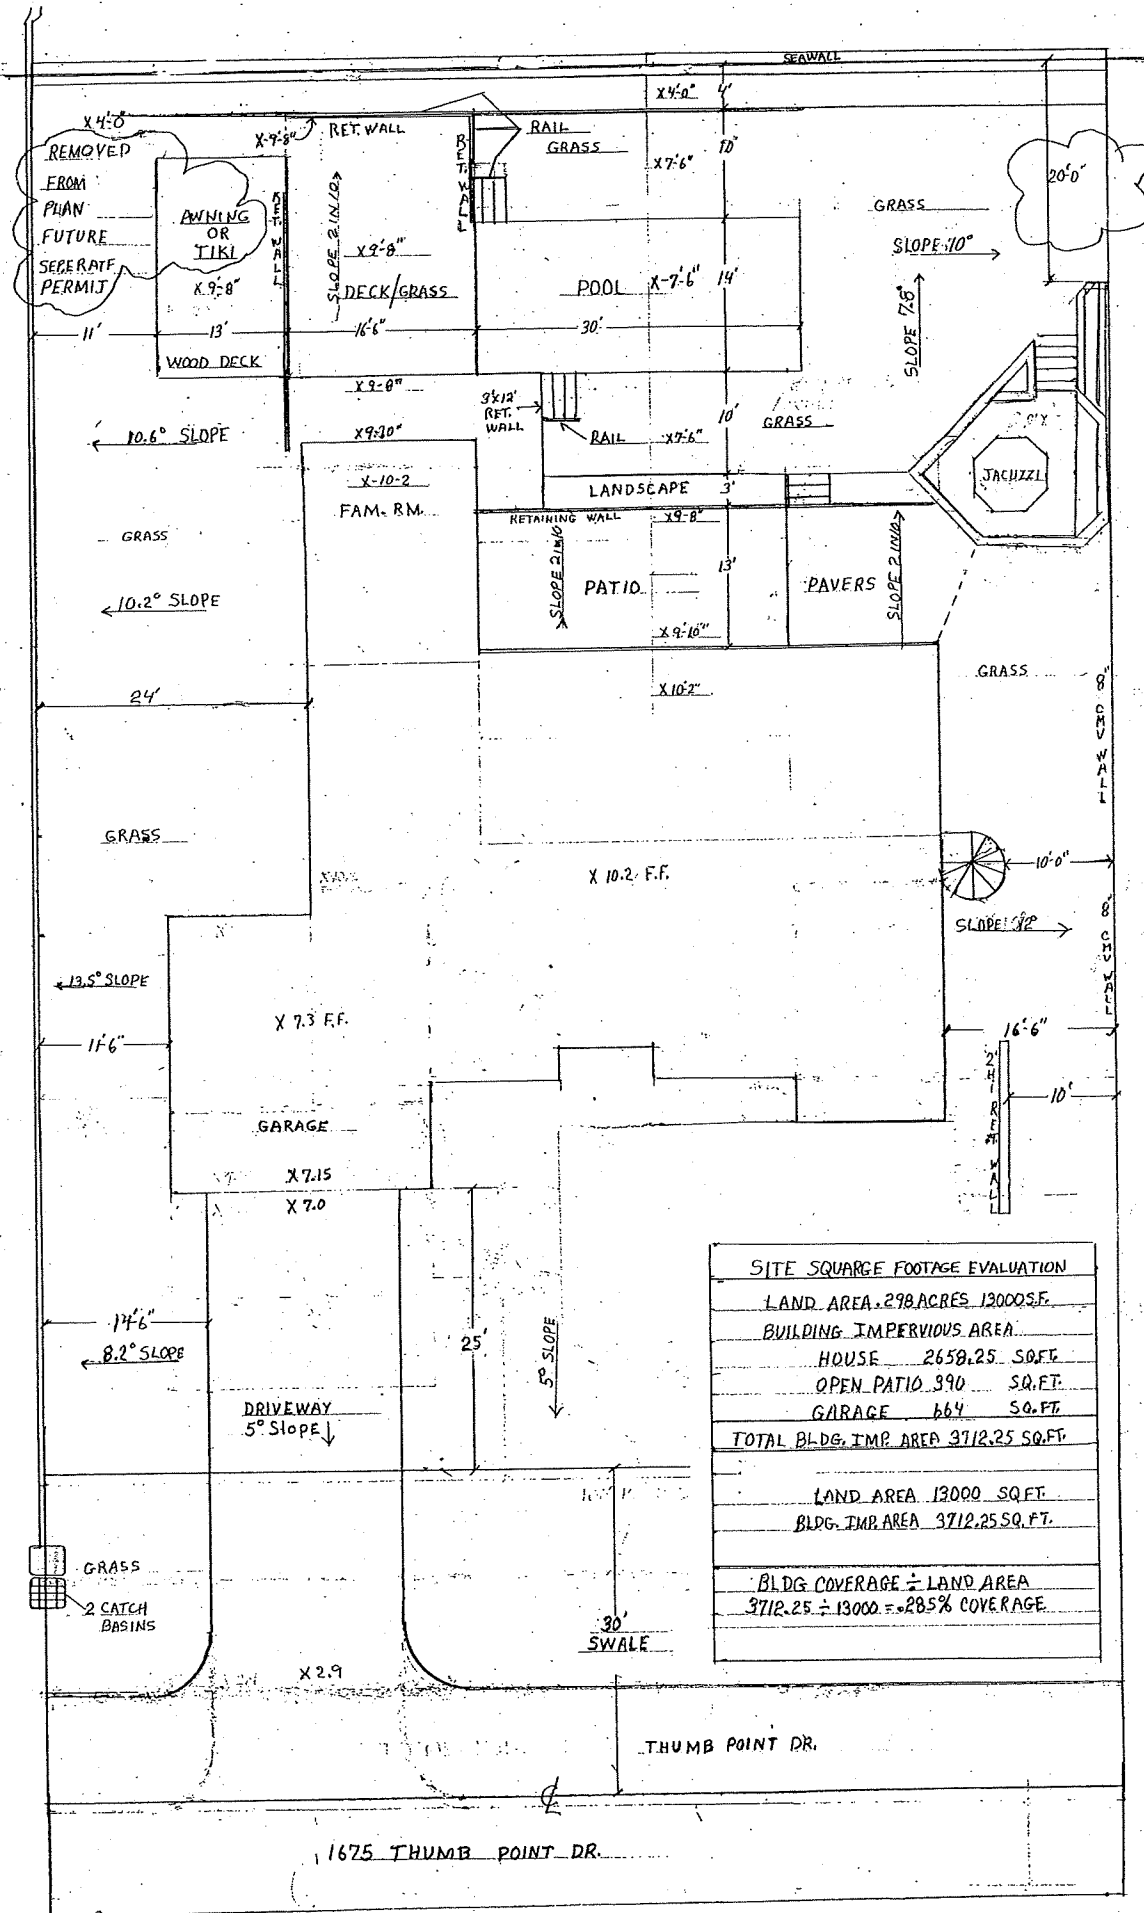 SEAWALL
X4'-0"
4'
X 4'-0"
X-9'-8"
RET. WALL
RET. WALL
RAIL
GRASS
10'
X7'-6"
REMOVED
FROM
PLAN
FUTURE
SEPERATE
PERMIT
AWNING
OR
TIKI
X 9'-8"
RET. WALL
SLOPE 2 IN 10
X 9'-8"
DECK/GRASS
POOL
X-7'-6"
14'
GRASS
20'-0"
SLOPE 10°
SLOPE 7.8°
11'
13'
16'-6"
30'
WOOD DECK
X 9-8"
3'X12'
RET.
WALL
10'
GRASS
10.6° SLOPE
X9'-10"
RAIL
X7'-6"
JACUZZI
X-10-2
FAM. RM.
LANDSCAPE
3'
RETAINING WALL
X9-8"
GRASS
SLOPE 2 IN 10
PATIO
13'
PAVERS
SLOPE 2 IN 10
10.2° SLOPE
X 9'-10"
GRASS
24'
X 10'-2"
8" CMU WALL
GRASS
X 10.2 F.F.
10'-0"
SLOPE
8" CMU WALL
13.5° SLOPE
X 7.3 F.F.
11'-6"
16'-6"
2' HI RET. WALL
10'
GARAGE
X 7.15
X 7.0
14'-6"
8.2° SLOPE
25'
5° SLOPE
DRIVEWAY
5° SLOPE
SITE SQUARGE FOOTAGE EVALUATION
LAND AREA .298 ACRES 13000 S.F.
BUILDING IMPERVIOUS AREA
HOUSE 2658.25 SQ.FT.
OPEN PATIO 390 SQ.FT.
GARAGE 664 SQ.FT.
TOTAL BLDG. IMP. AREA 3712.25 SQ.FT.
LAND AREA 13000 SQ FT.
BLDG. IMP. AREA 3712.25 SQ. FT.
BLDG COVERAGE ÷ LAND AREA
3712.25 ÷ 13000 = .285% COVERAGE
GRASS
2 CATCH
BASINS
30'
SWALE
X 2.9
THUMB POINT DR.
℄
1675 THUMB POINT DR.